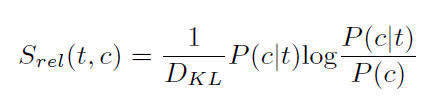 S_{rel}(t, c) = \frac{1}{D_{KL}} P(c|t) \log \frac{P(c|t)}{P(c)}